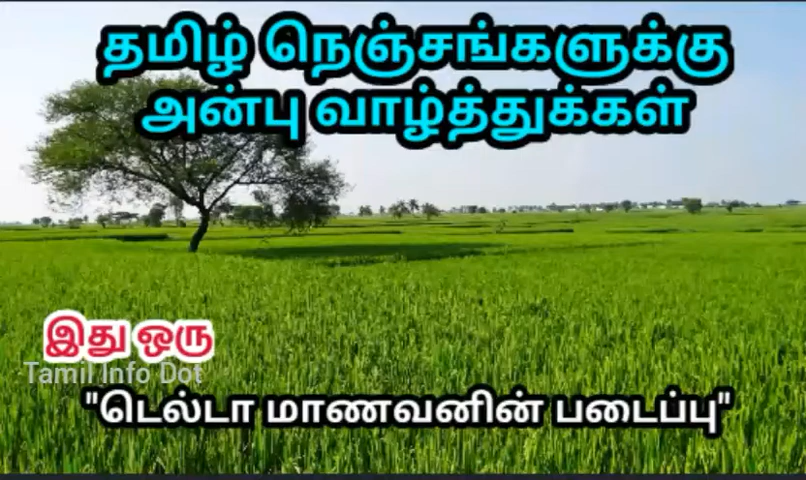 தமிழ் நெஞ்சங்களுக்கு
அன்பு வாழ்த்துக்கள்
இது ஒரு
Tamil Info Dot
"டெல்டா மாணவனின் படைப்பு"